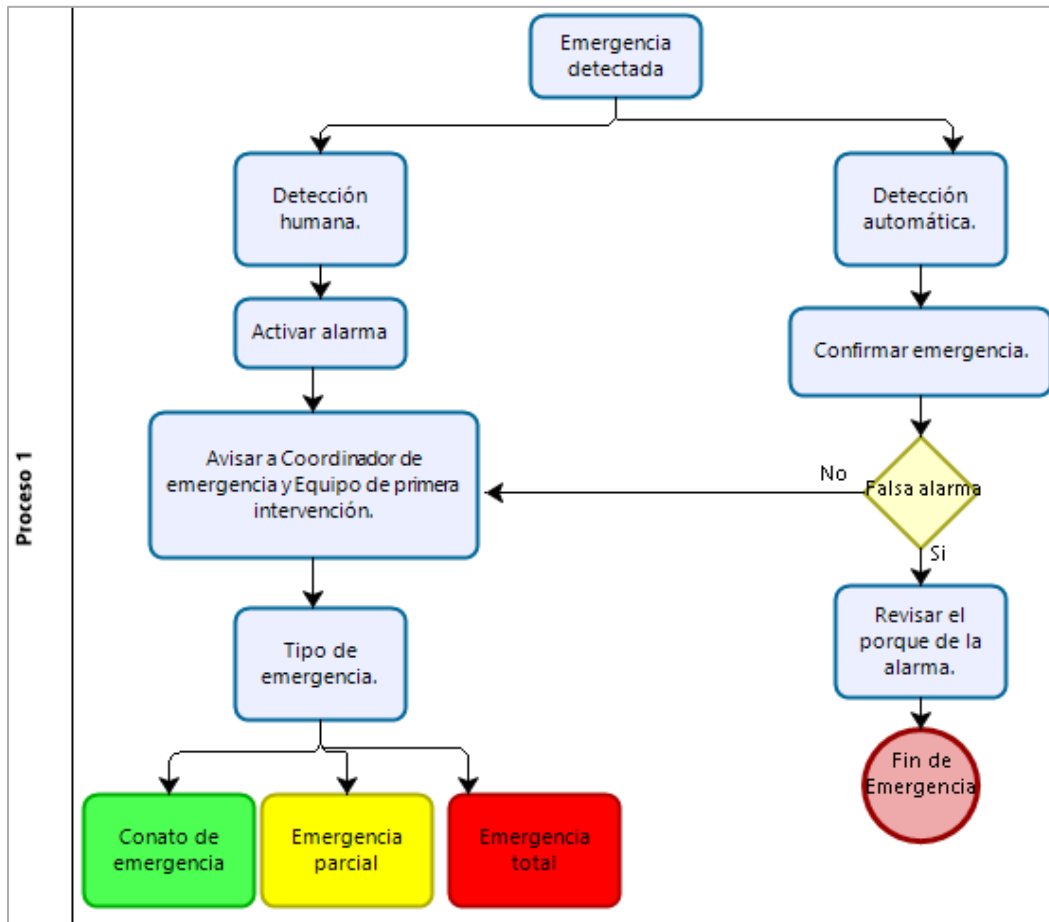 Proceso 1
Emergencia
detectada
Detección
humana.
Detección
automática.
Activar alarma
Confirmar emergencia.
Avisar a Coordinador de
emergencia y Equipo de primera
intervención.
No
Falsa alarma
Si
Tipo de
emergencia.
Revisar el
porque de la
alarma.
Fin de
Emergencia
Conato de
emergencia
Emergencia
parcial
Emergencia
total